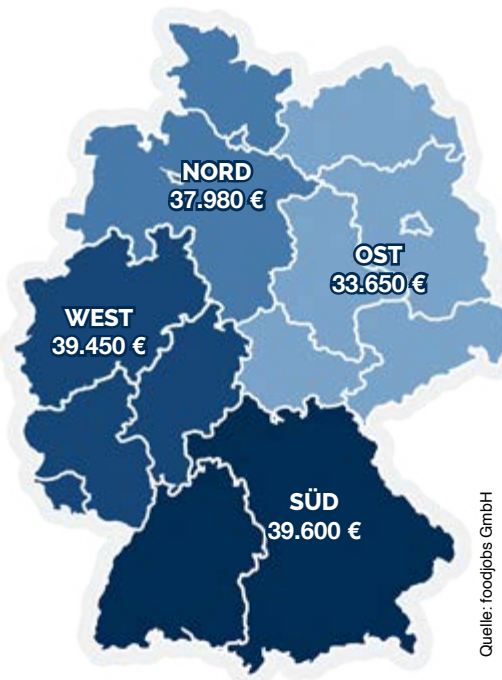 NORD
37.980 €
OST
33.650 €
WEST
39.450 €
SÜD
39.600 €
Quelle: foodjobs GmbH